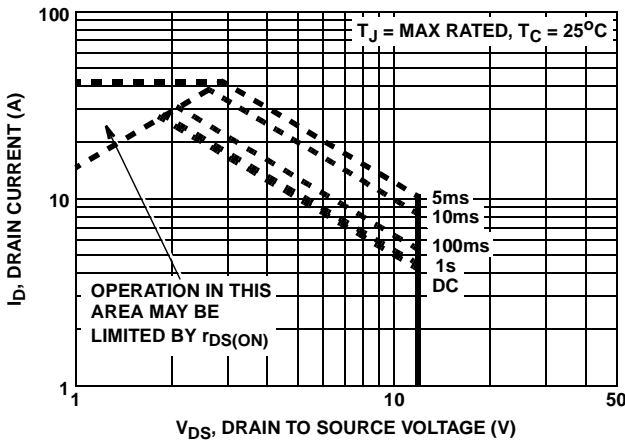 100
T_J = MAX RATED, T_C = 25°C
I_D, DRAIN CURRENT (A)
10
5ms
10ms
100ms
1s
DC
OPERATION IN THIS
AREA MAY BE
LIMITED BY r_DS(ON)
1
1
10
50
V_DS, DRAIN TO SOURCE VOLTAGE (V)